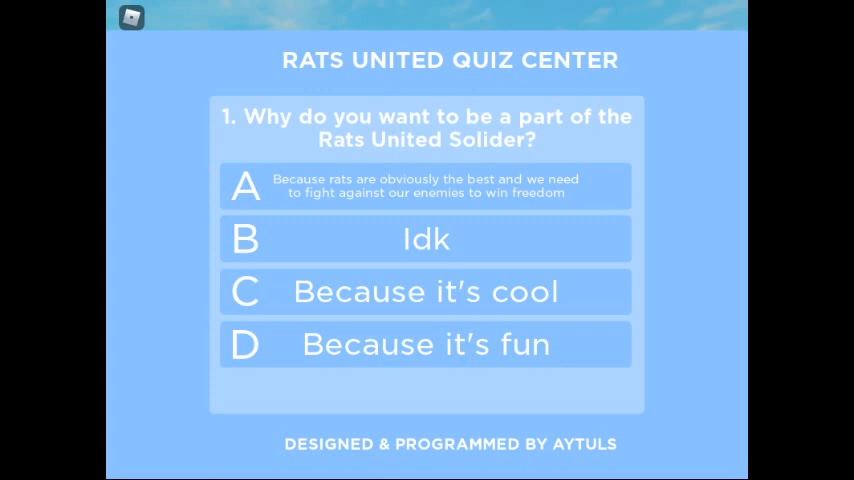 RATS UNITED QUIZ CENTER
1. Why do you want to be a part of the
Rats United Solider?
A
Because rats are obviously the best and we need
to fight against our enemies to win freedom
B
Idk
C
Because it's cool
D
Because it's fun
DESIGNED & PROGRAMMED BY AYTULS